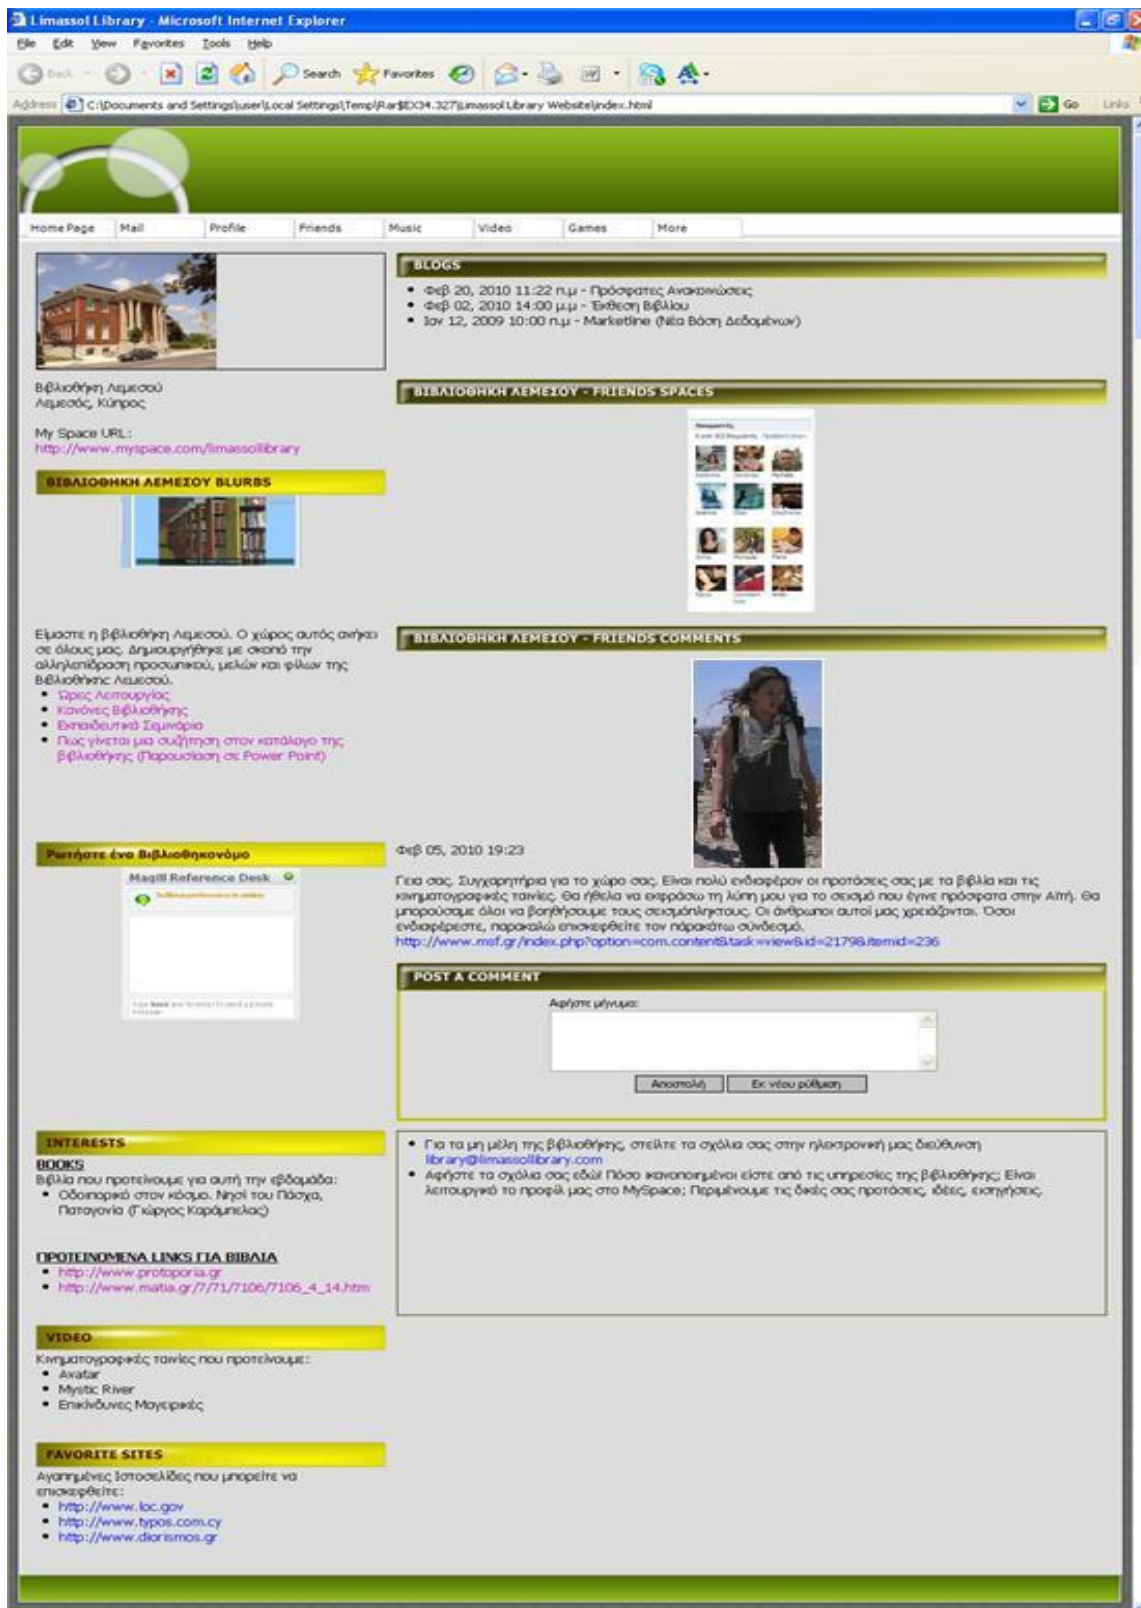 Limassol Library - Microsoft Internet Explorer
File Edit View Favorites Tools Help
Back Search Favorites
Address C:\Documents and Settings\user\Local Settings\Temp\Rar$EX34.327\Limassol Library Website\index.html Go Links
Home Page Mail Profile Friends Music Video Games More
Βιβλιοθήκη Λεμεσού
Λεμεσός, Κύπρος
My Space URL:
http://www.myspace.com/limassollibrary
ΒΙΒΛΙΟΘΗΚΗ ΛΕΜΕΣΟΥ BLURBS
Είμαστε η βιβλιοθήκη Λεμεσού. Ο χώρος αυτός ανήκει
σε όλους μας. Δημιουργήθηκε με σκοπό την
αλληλεπίδραση προσωπικού, μελών και φίλων της
Βιβλιοθήκης Λεμεσού.
• Ώρες Λειτουργίας
• Κανόνες Βιβλιοθήκης
• Εκπαιδευτικά Σεμινάρια
• Πως γίνεται μια συζήτηση στον κατάλογο της
βιβλιοθήκης (Παρουσίαση σε Power Point)
Ρωτήστε ένα Βιβλιοθηκονόμο
Magill Reference Desk
INTERESTS
BOOKS
Βιβλία που προτείνουμε για αυτή την εβδομάδα:
• Οδοιπορικό στον κόσμο. Νησί του Πάσχα,
Παταγονία (Γιώργος Καράμπελας)
ΠΡΟΤΕΙΝΟΜΕΝΑ LINKS ΓΙΑ ΒΙΒΛΙΑ
• http://www.protoporia.gr
• http://www.matia.gr/7/71/7106/7106_4_14.htm
VIDEO
Κινηματογραφικές ταινίες που προτείνουμε:
• Avatar
• Mystic River
• Επικίνδυνες Μαγειρικές
FAVORITE SITES
Αγαπημένες Ιστοσελίδες που μπορείτε να
επισκεφθείτε:
• http://www.loc.gov
• http://www.typos.com.cy
• http://www.diorismos.gr
BLOGS
• Φεβ 20, 2010 11:22 π.μ - Πρόσφατες Ανακοινώσεις
• Φεβ 02, 2010 14:00 μ.μ - Έκθεση Βιβλίου
• Ιαν 12, 2009 10:00 π.μ - Marketline (Νέα Βάση Δεδομένων)
ΒΙΒΛΙΟΘΗΚΗ ΛΕΜΕΣΟΥ - FRIENDS SPACES
ΒΙΒΛΙΟΘΗΚΗ ΛΕΜΕΣΟΥ - FRIENDS COMMENTS
Φεβ 05, 2010 19:23
Γεια σας. Συγχαρητήρια για το χώρο σας. Είναι πολύ ενδιαφέρον οι προτάσεις σας με τα βιβλία και τις
κινηματογραφικές ταινίες. Θα ήθελα να εκφράσω τη λύπη μου για το σεισμό που έγινε πρόσφατα στην Αϊτή. Θα
μπορούσαμε όλοι να βοηθήσουμε τους σεισμόπληκτους. Οι άνθρωποι αυτοί μας χρειάζονται. Όσοι
ενδιαφέρεστε, παρακαλώ επισκεφθείτε τον παρακάτω σύνδεσμό.
http://www.msf.gr/index.php?option=com.content&task=view&id=2179&itemid=236
POST A COMMENT
Αφήστε μήνυμα:
Αποστολή Εκ νέου ρύθμιση
• Για τα μη μέλη της βιβλιοθήκης, στείλτε τα σχόλια σας στην ηλεκτρονική μας διεύθυνση
library@limassollibrary.com
• Αφήστε τα σχόλια σας εδώ! Πόσο ικανοποιημένοι είστε από τις υπηρεσίες της βιβλιοθήκης; Είναι
λειτουργικό το προφίλ μας στο MySpace; Περιμένουμε τις δικές σας προτάσεις, ιδέες, εισηγήσεις.